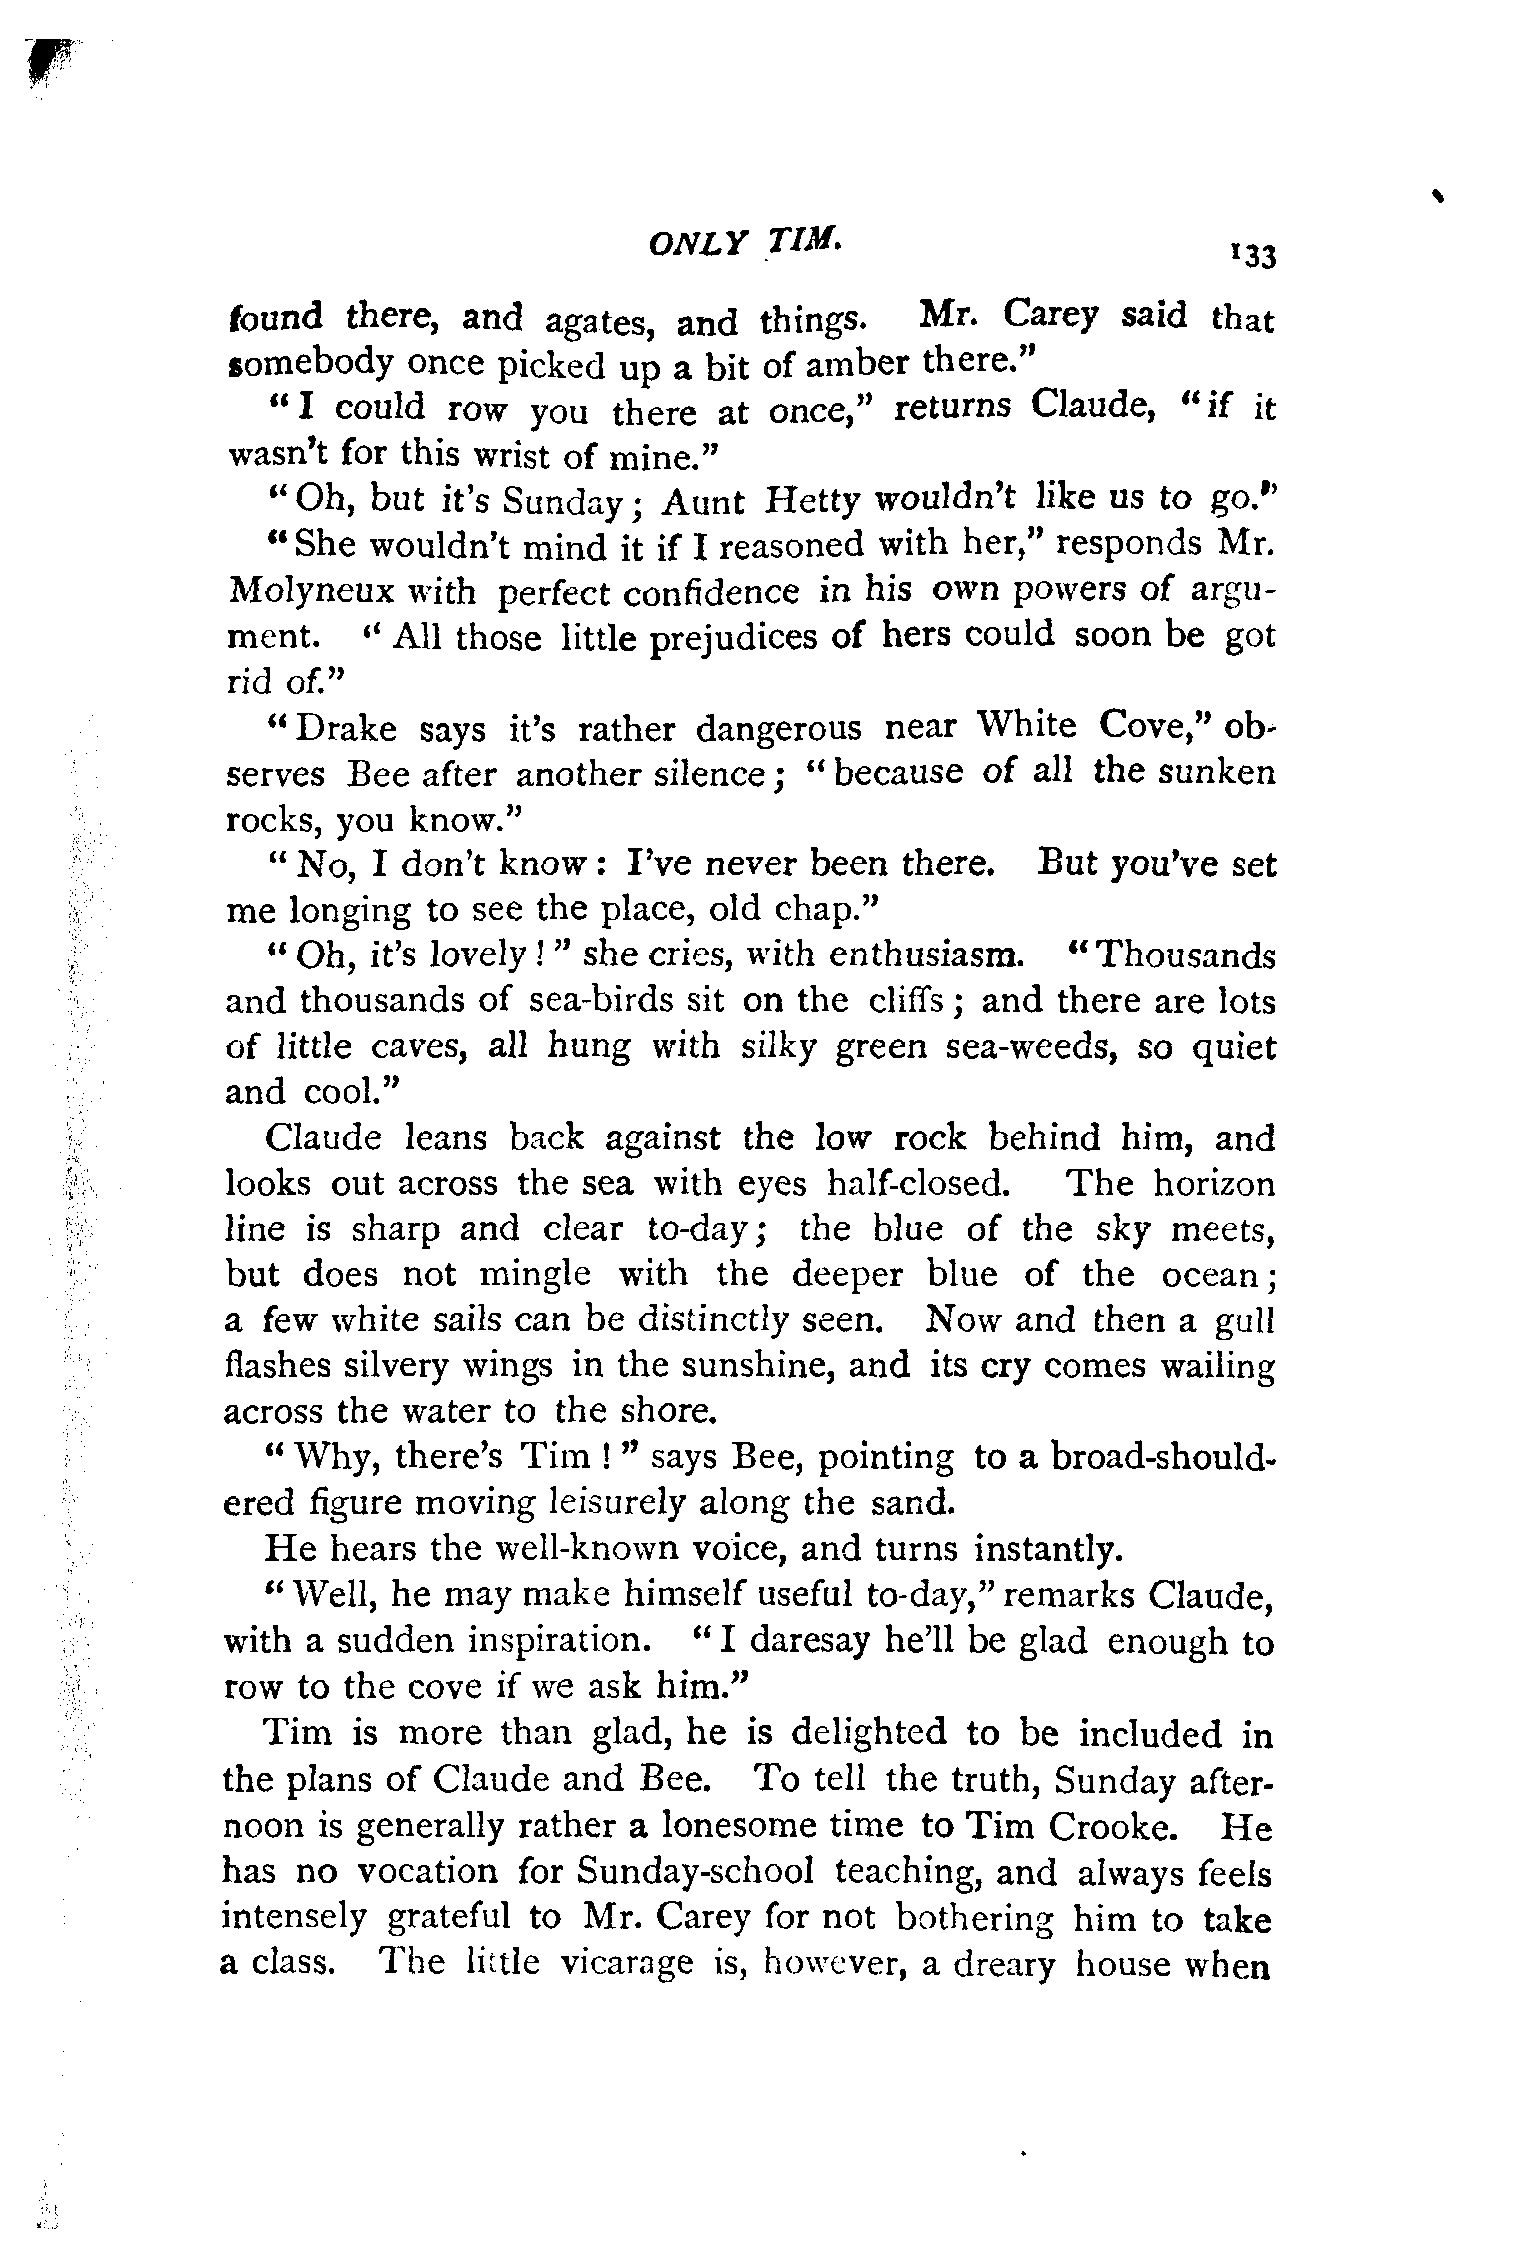 ONLY TIM.
133
found there, and agates, and things. Mr. Carey said that
somebody once picked up a bit of amber there."
"I could row you there at once," returns Claude, "if it
wasn't for this wrist of mine."
"Oh, but it's Sunday; Aunt Hetty wouldn't like us to go."
"She wouldn't mind it if I reasoned with her," responds Mr.
Molyneux with perfect confidence in his own powers of argu-
ment. "All those little prejudices of hers could soon be got
rid of."
"Drake says it's rather dangerous near White Cove," ob-
serves Bee after another silence; "because of all the sunken
rocks, you know."
"No, I don't know: I've never been there. But you've set
me longing to see the place, old chap."
"Oh, it's lovely!" she cries, with enthusiasm. "Thousands
and thousands of sea-birds sit on the cliffs; and there are lots
of little caves, all hung with silky green sea-weeds, so quiet
and cool."
Claude leans back against the low rock behind him, and
looks out across the sea with eyes half-closed. The horizon
line is sharp and clear to-day; the blue of the sky meets,
but does not mingle with the deeper blue of the ocean;
a few white sails can be distinctly seen. Now and then a gull
flashes silvery wings in the sunshine, and its cry comes wailing
across the water to the shore.
"Why, there's Tim!" says Bee, pointing to a broad-should-
ered figure moving leisurely along the sand.
He hears the well-known voice, and turns instantly.
"Well, he may make himself useful to-day," remarks Claude,
with a sudden inspiration. "I daresay he'll be glad enough to
row to the cove if we ask him."
Tim is more than glad, he is delighted to be included in
the plans of Claude and Bee. To tell the truth, Sunday after-
noon is generally rather a lonesome time to Tim Crooke. He
has no vocation for Sunday-school teaching, and always feels
intensely grateful to Mr. Carey for not bothering him to take
a class. The little vicarage is, however, a dreary house when